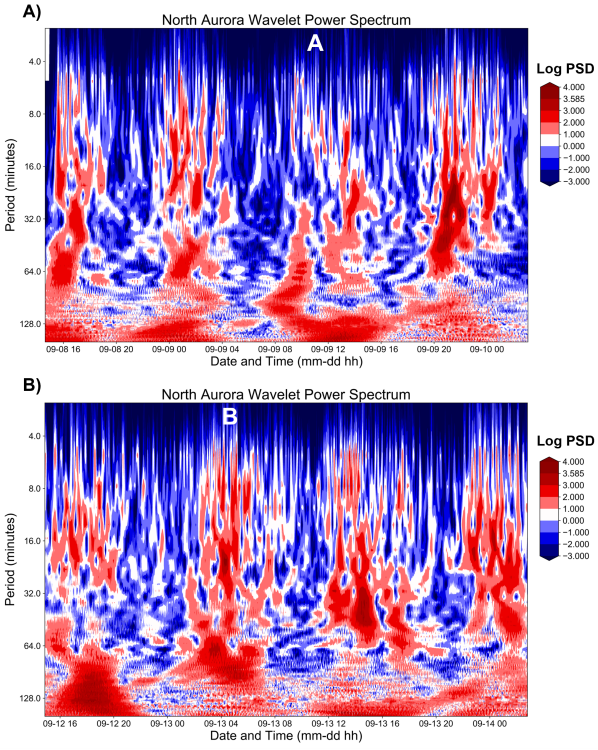 A)
North Aurora Wavelet Power Spectrum
A
Log PSD
4.0
8.0
16.0
32.0
64.0
128.0
Period (minutes)
4.000
3.585
3.000
2.000
1.000
0.000
−1.000
−2.000
−3.000
09-08 16 09-08 20 09-09 0 09-09 4 09-09 8 09-09 12 09-09 16 09-09 20 09-10 00
Date and Time (mm-dd hh)
B)
North Aurora Wavelet Power Spectrum
B
Log PSD
4.0
8.0
16.0
32.0
64.0
128.0
Period (minutes)
4.000
3.585
3.000
2.000
1.000
0.000
−1.000
−2.000
−3.000
09-12 16 09-12 20 09-13 00 09-13 04 09-13 08 09-13 12 09-13 16 09-13 20 09-14 00
Date and Time (mm-dd hh)